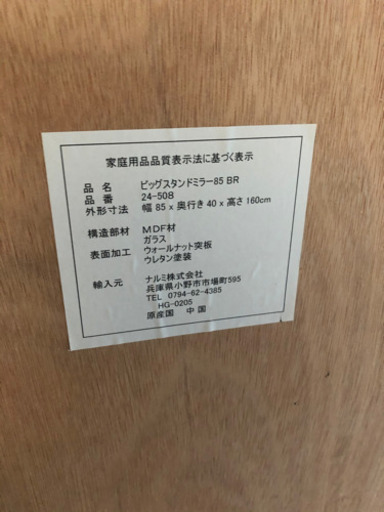 家庭用品品質表示法に基づく表示
品 名 ビッグスタンドミラー85 BR
品 番 24-508
外形寸法 幅 85 x 奥行き 40 x 高さ 160cm
構造部材 MDF材
ガラス
表面加工 ウォールナット突板
ウレタン塗装
輸入元 ナルミ株式会社
兵庫県小野市市場町595
TEL 0794-62-4385
HG-0205
原産国 中 国